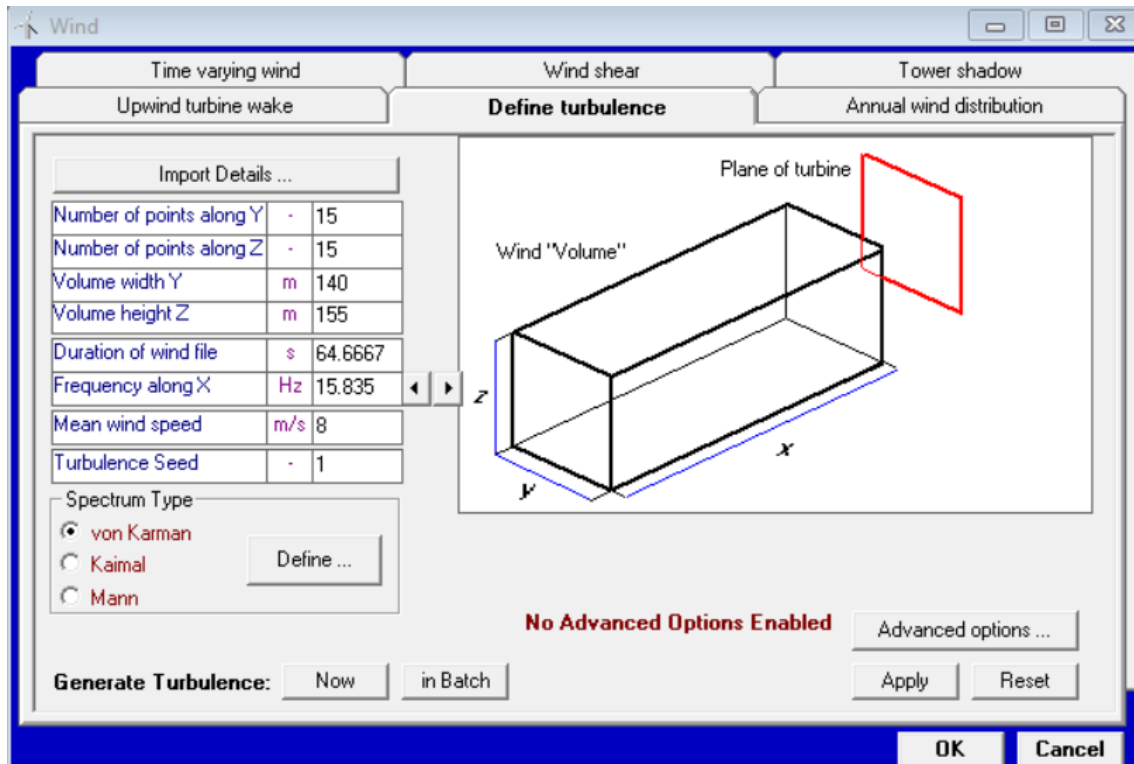 Wind
Time varying wind
Wind shear
Tower shadow
Upwind turbine wake
Define turbulence
Annual wind distribution
Import Details ...
Number of points along Y - 15
Number of points along Z - 15
Volume width Y m 140
Volume height Z m 155
Duration of wind file s 64.6667
Frequency along X Hz 15.835
Mean wind speed m/s 8
Turbulence Seed - 1
Plane of turbine
Wind "Volume"
z
y
x
Spectrum Type
von Karman
Kaimal
Mann
Define ...
No Advanced Options Enabled
Advanced options ...
Generate Turbulence:
Now
in Batch
Apply
Reset
OK
Cancel